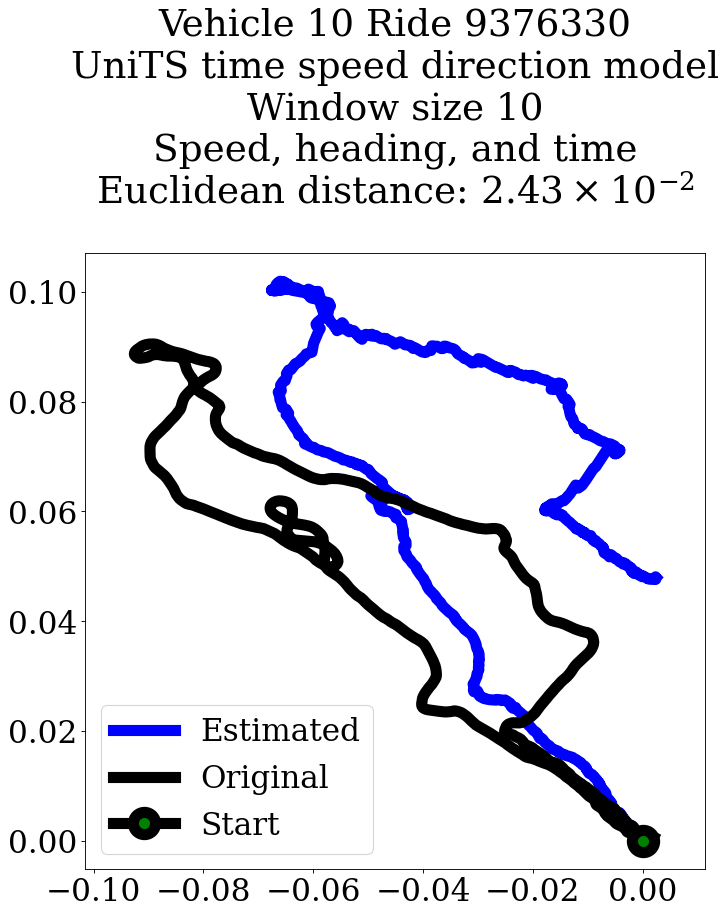 Vehicle 10 Ride 9376330
UniTS time speed direction model
Window size 10
Speed, heading, and time
Euclidean distance: 2.43 × 10⁻²
0.10
0.08
0.06
0.04
0.02
0.00
Estimated
Original
Start
−0.10 −0.08 −0.06 −0.04 −0.02 0.00